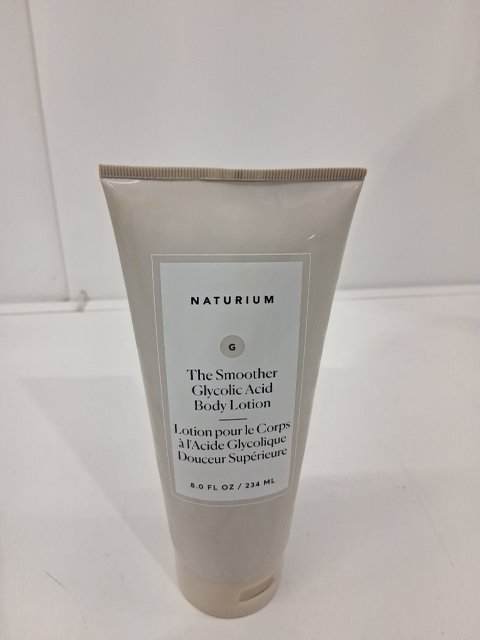 NATURIUM
G
The Smoother
Glycolic Acid
Body Lotion
Lotion pour le Corps
à l'Acide Glycolique
Douceur Supérieure
8.0 FL OZ / 234 ML